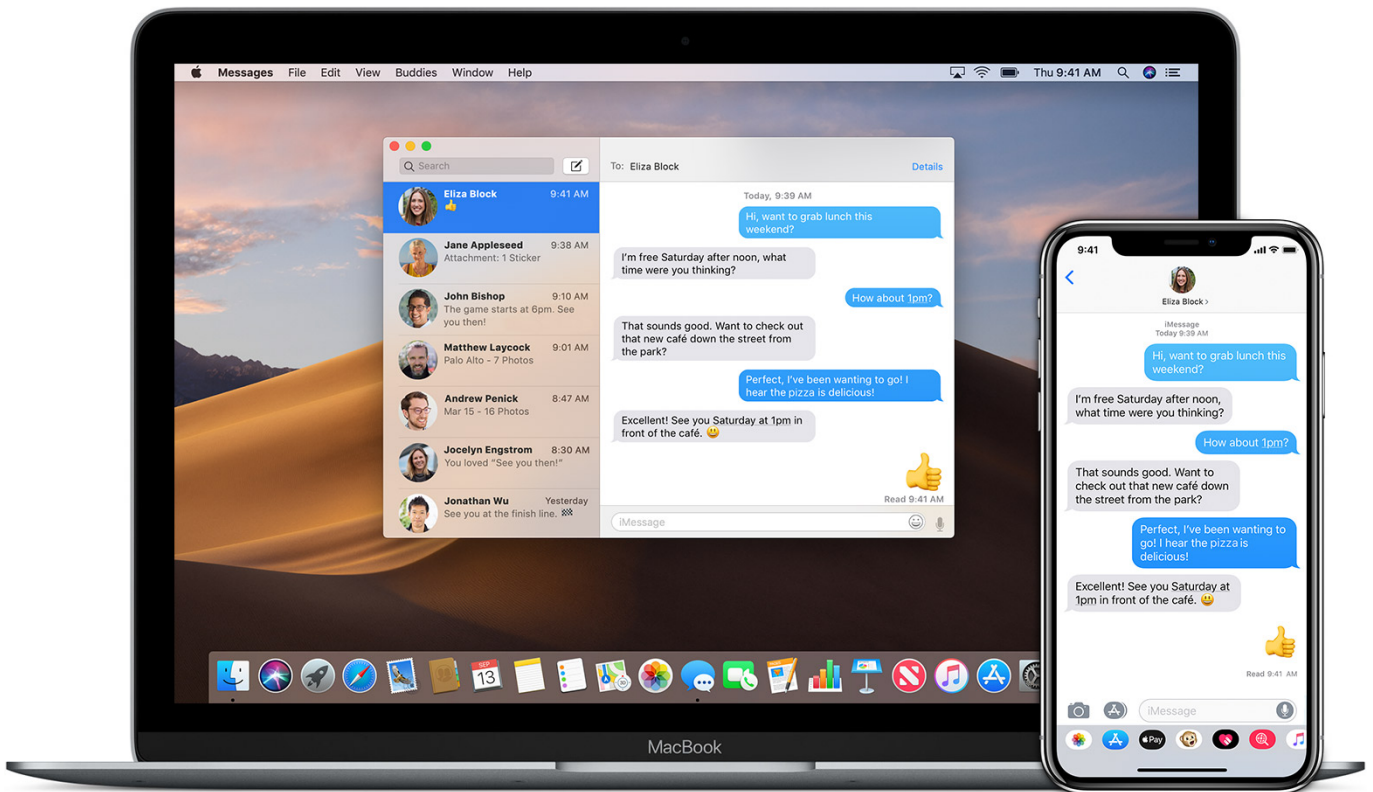 Messages File Edit View Buddies Window Help Thu 9:41 AM
Search
Eliza Block 9:41 AM
Jane Appleseed 9:38 AM
Attachment: 1 Sticker
John Bishop 9:10 AM
The game starts at 6pm. See
you then!
Matthew Laycock 9:01 AM
Palo Alto - 7 Photos
Andrew Penick 8:47 AM
Mar 15 - 16 Photos
Jocelyn Engstrom 8:30 AM
You loved “See you then!”
Jonathan Wu Yesterday
See you at the finish line.
To: Eliza Block Details
Today, 9:39 AM
Hi, want to grab lunch this
weekend?
I’m free Saturday after noon, what
time were you thinking?
How about 1pm?
That sounds good. Want to check out
that new café down the street from
the park?
Perfect, I’ve been wanting to go! I
hear the pizza is delicious!
Excellent! See you Saturday at 1pm in
front of the café. 😃
Read 9:41 AM
iMessage
SEP
13
MacBook
9:41
Eliza Block >
iMessage
Today 9:39 AM
Hi, want to grab lunch this
weekend?
I’m free Saturday after noon,
what time were you thinking?
How about 1pm?
That sounds good. Want to
check out that new café down
the street from the park?
Perfect, I’ve been wanting to
go! I hear the pizza is
delicious!
Excellent! See you Saturday at
1pm in front of the café. 😃
Read 9:41 AM
iMessage
Pay